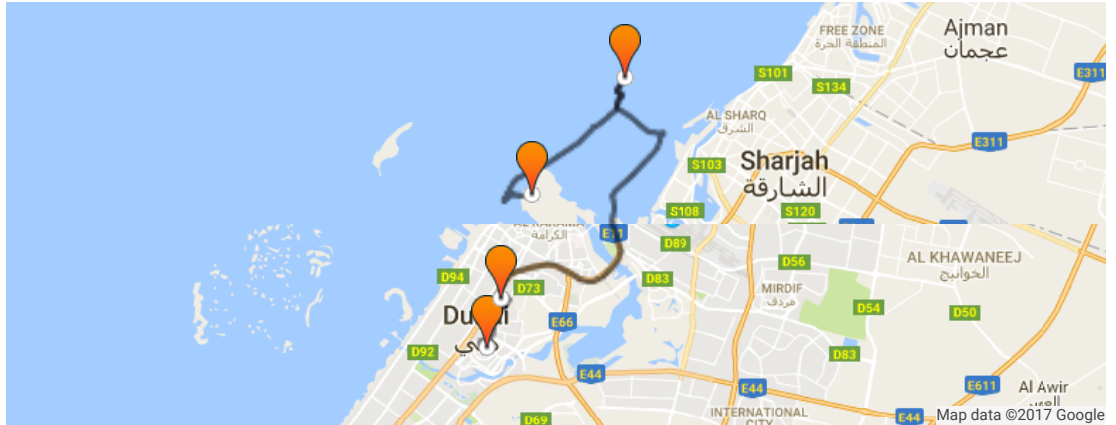 FREE ZONE
المنطقة الحرة
Ajman
عجمان
S101
E311
S134
AL SHARQ
الشرق
E311
S103
Sharjah
الشارقة
S108
S120
الكرامة
E11
D89
AL KHAWANEEJ
الخوانيج
D94
D73
D83
D56
MIRDIF
مردف
D54
D50
E66
D92
D83
E44
E44
E611
Al Awir
العوير
D69
INTERNATIONAL
CITY
E44
Map data ©2017 Google